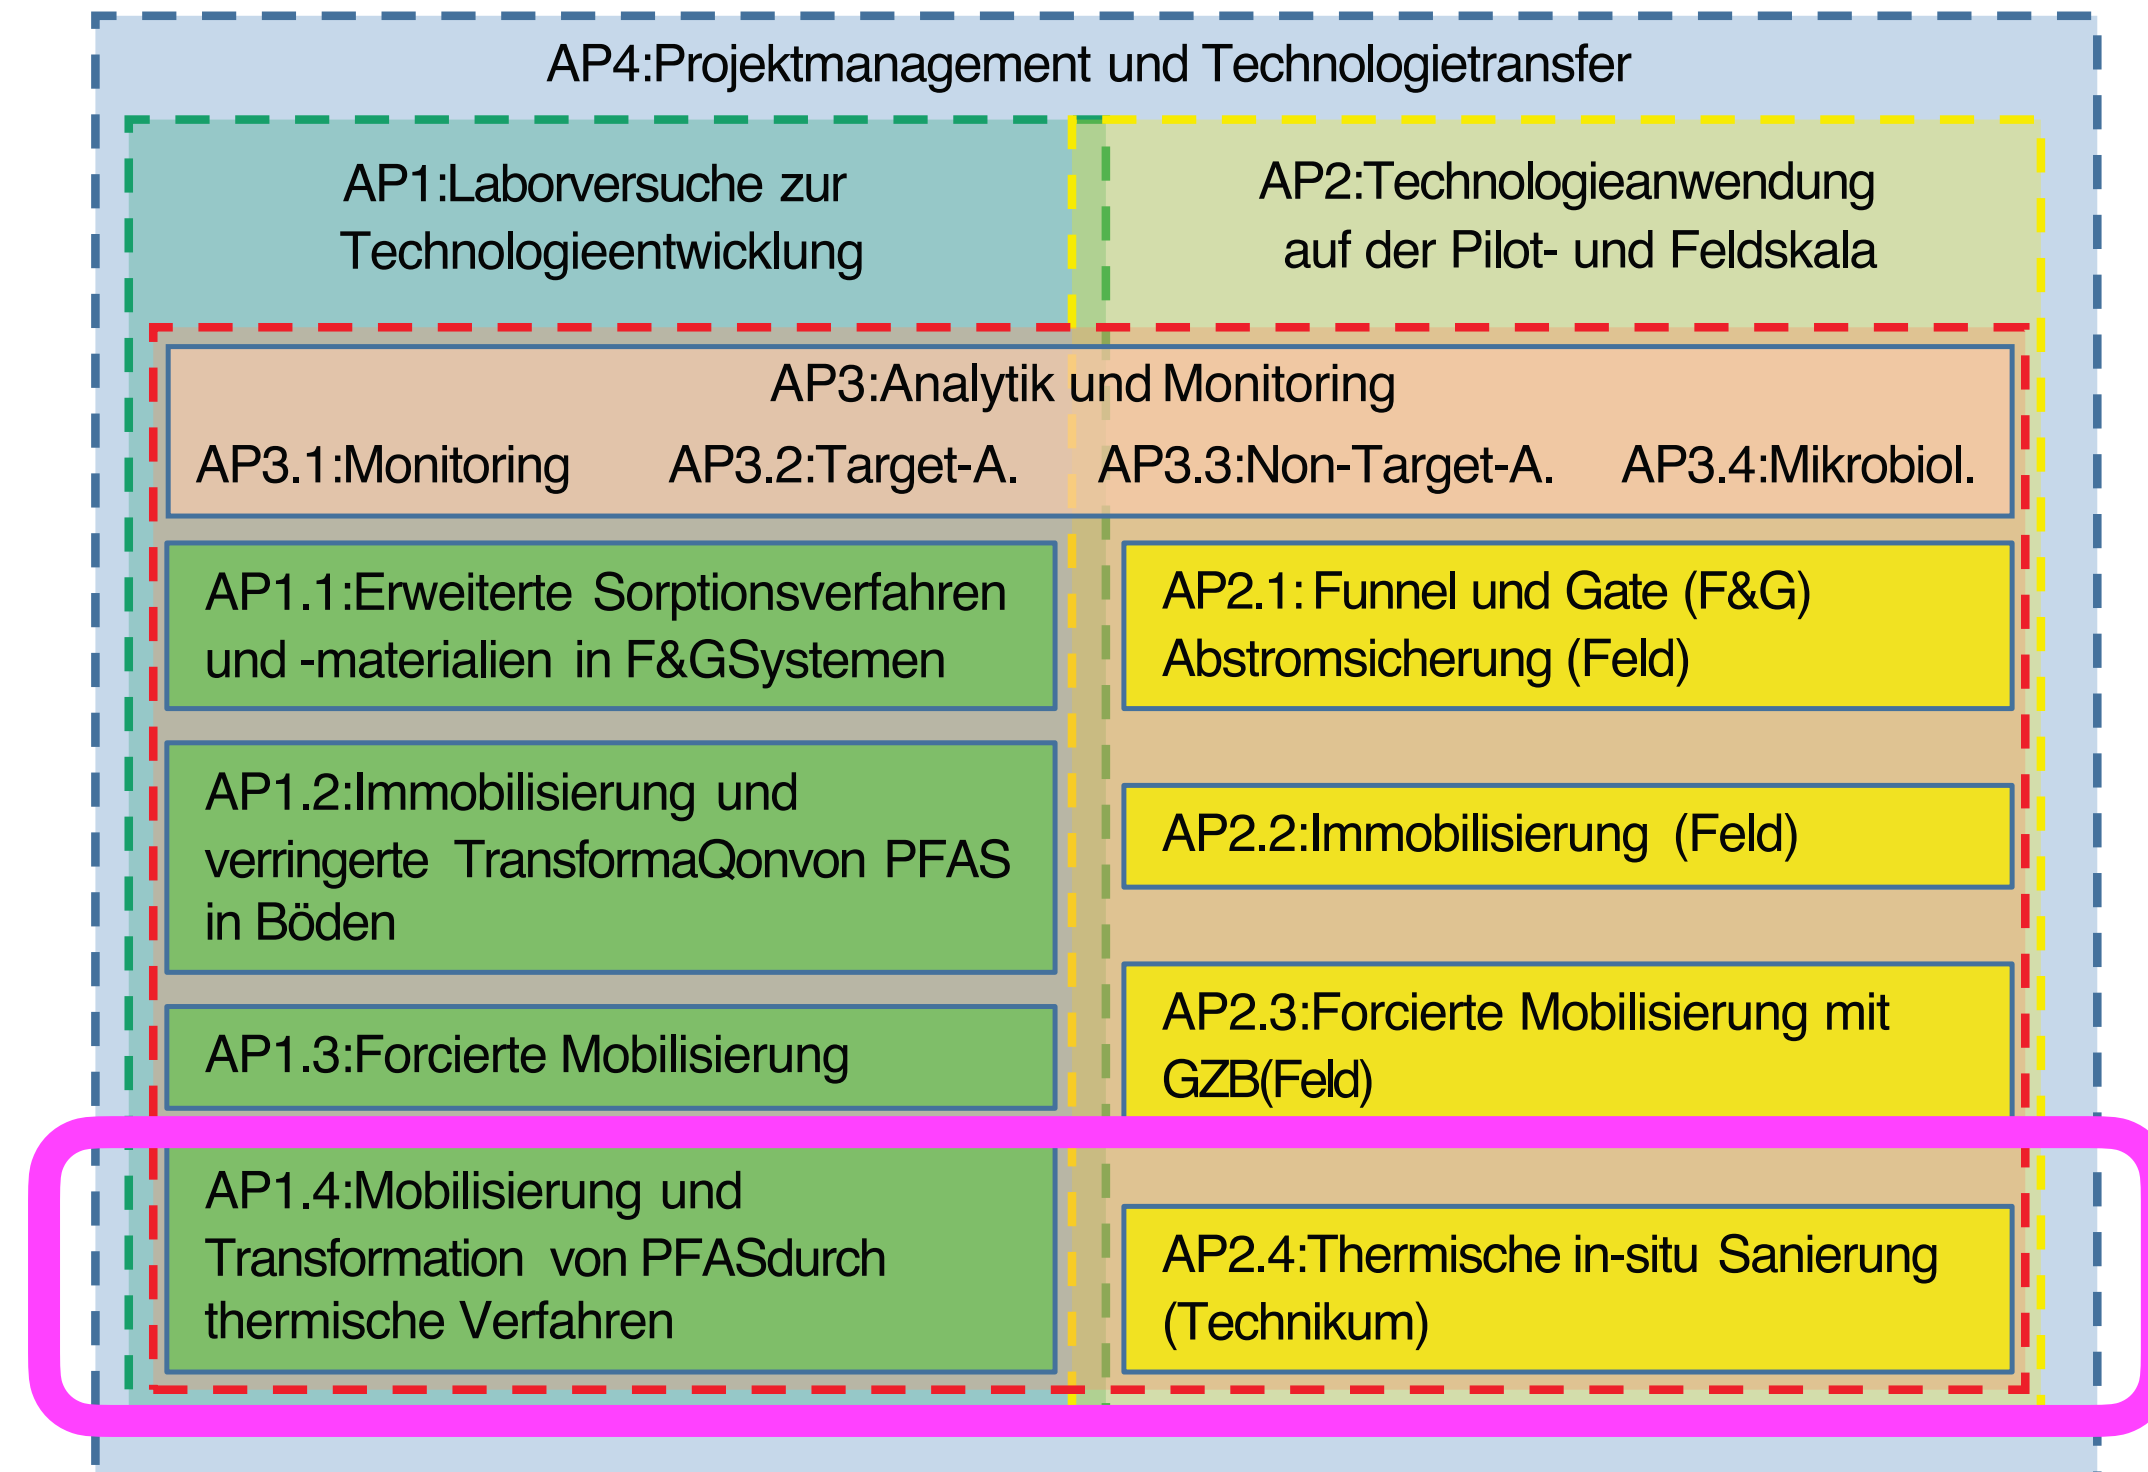 AP4:Projektmanagement und Technologietransfer
AP1:Laborversuche zur
Technologieentwicklung
AP2:Technologieanwendung
auf der Pilot- und Feldskala
AP3:Analytik und Monitoring
AP3.1:Monitoring AP3.2:Target-A. AP3.3:Non-Target-A. AP3.4:Mikrobiol.
AP1.1:Erweiterte Sorptionsverfahren
und -materialien in F&GSystemen
AP2.1: Funnel und Gate (F&G)
Abstromsicherung (Feld)
AP1.2:Immobilisierung und
verringerte TransformaQonvon PFAS
in Böden
AP2.2:Immobilisierung (Feld)
AP1.3:Forcierte Mobilisierung
AP2.3:Forcierte Mobilisierung mit
GZB(Feld)
AP1.4:Mobilisierung und
Transformation von PFASdurch
thermische Verfahren
AP2.4:Thermische in-situ Sanierung
(Technikum)